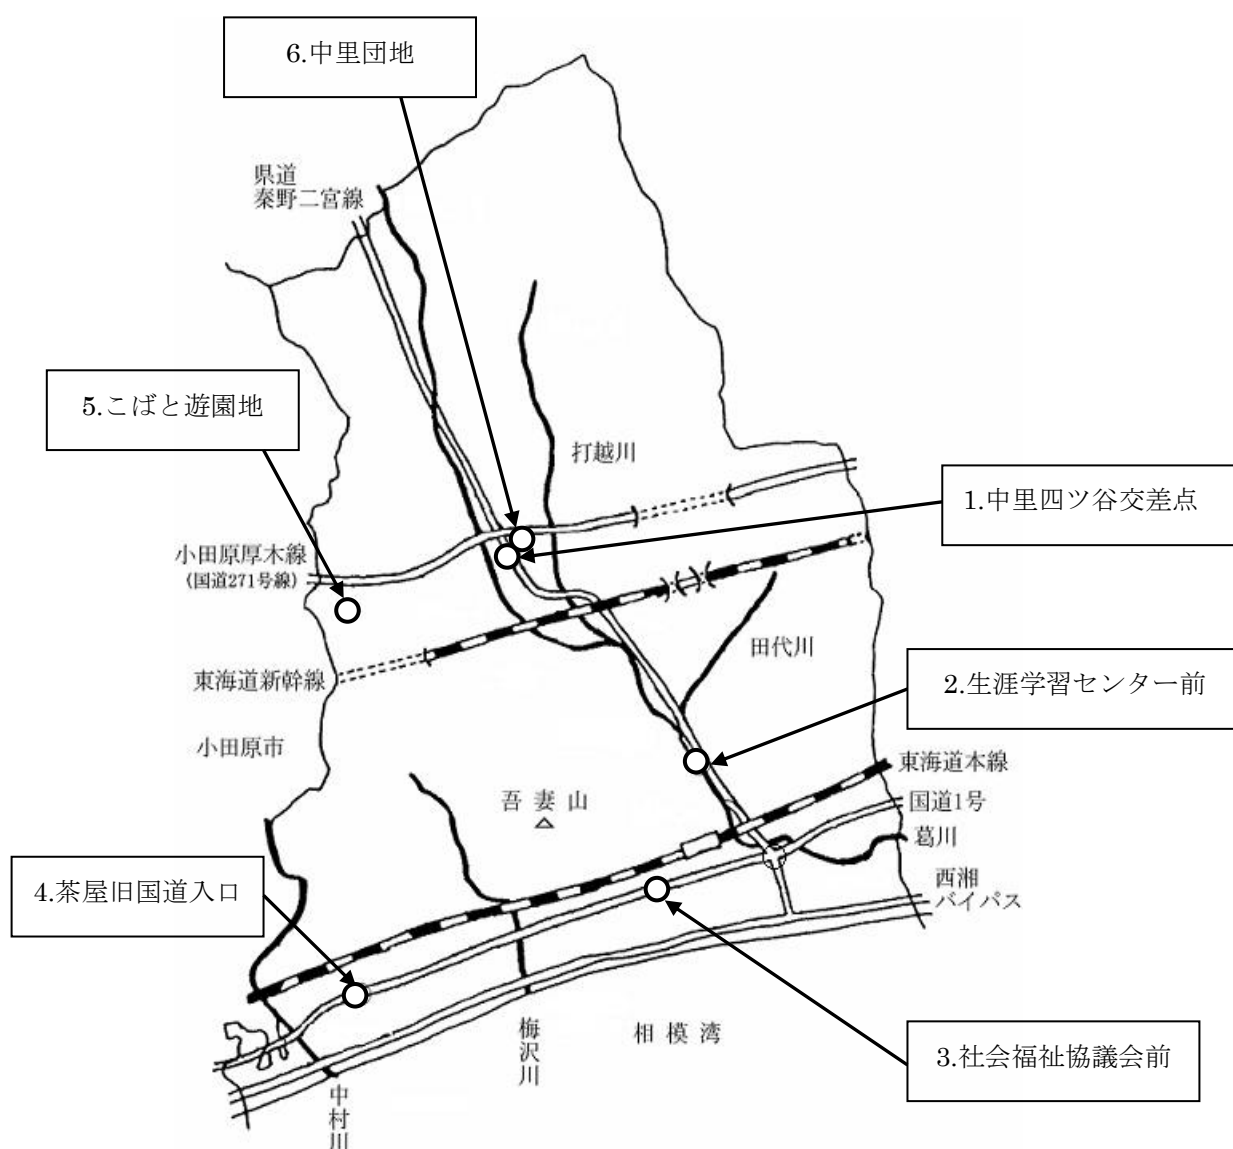 6.中里団地
県道
秦野二宮線
5.こばと遊園地
打越川
1.中里四ツ谷交差点
小田原厚木線
(国道271号線)
田代川
東海道新幹線
2.生涯学習センター前
小田原市
東海道本線
吾妻山
国道1号
葛川
4.茶屋旧国道入口
西湘
バイパス
梅沢川
相模湾
3.社会福祉協議会前
中村川